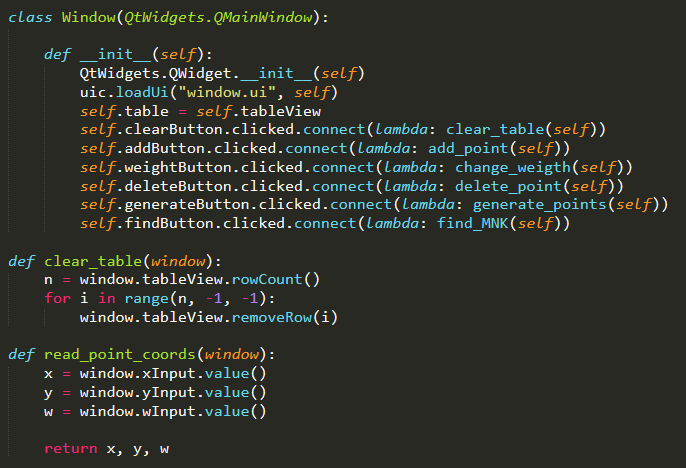 class Window(QtWidgets.QMainWindow):
def __init__(self):
QtWidgets.QWidget.__init__(self)
uic.loadUi("window.ui", self)
self.table = self.tableView
self.clearButton.clicked.connect(lambda: clear_table(self))
self.addButton.clicked.connect(lambda: add_point(self))
self.weightButton.clicked.connect(lambda: change_weigth(self))
self.deleteButton.clicked.connect(lambda: delete_point(self))
self.generateButton.clicked.connect(lambda: generate_points(self))
self.findButton.clicked.connect(lambda: find_MNK(self))
def clear_table(window):
n = window.tableView.rowCount()
for i in range(n, -1, -1):
window.tableView.removeRow(i)
def read_point_coords(window):
x = window.xInput.value()
y = window.yInput.value()
w = window.wInput.value()
return x, y, w